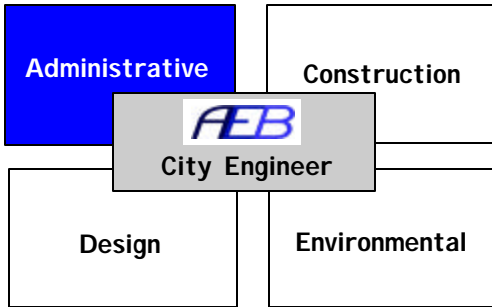 Administrative
Construction
AEB
City Engineer
Design
Environmental